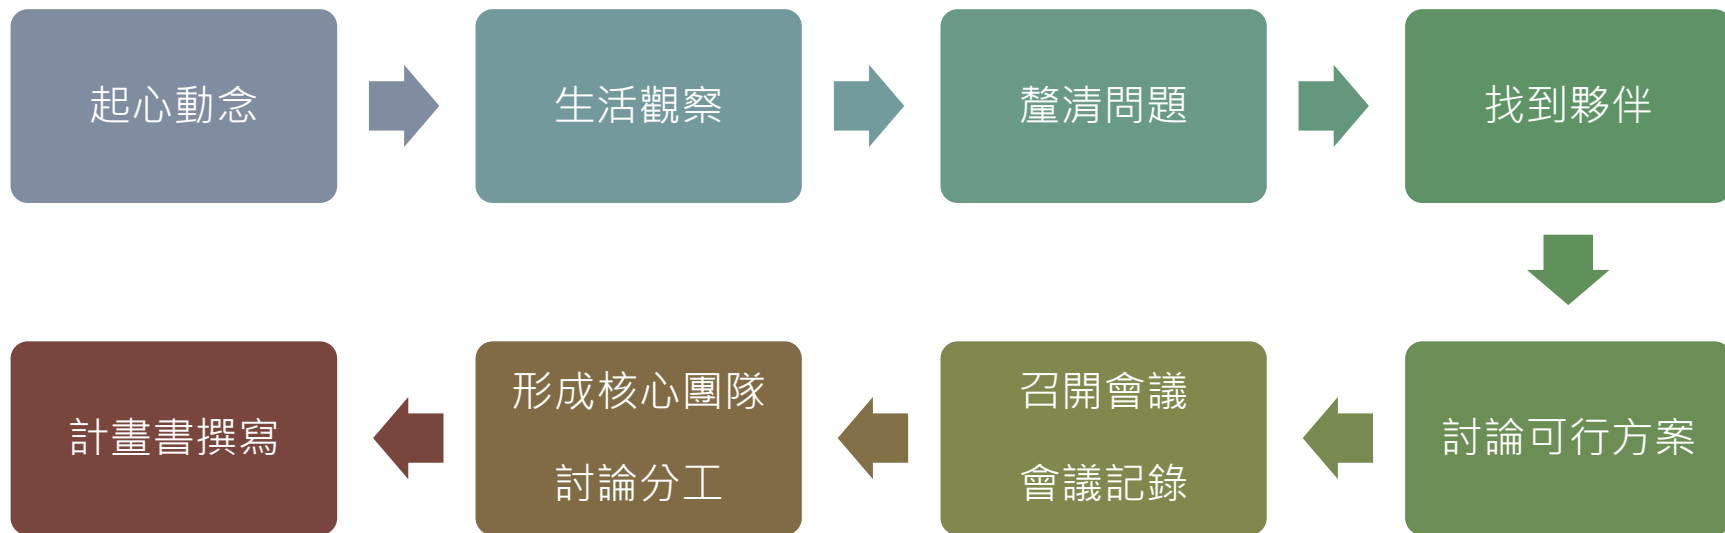 起心動念
生活觀察
釐清問題
找到夥伴
討論可行方案
召開會議
會議記錄
形成核心團隊
討論分工
計畫書撰寫